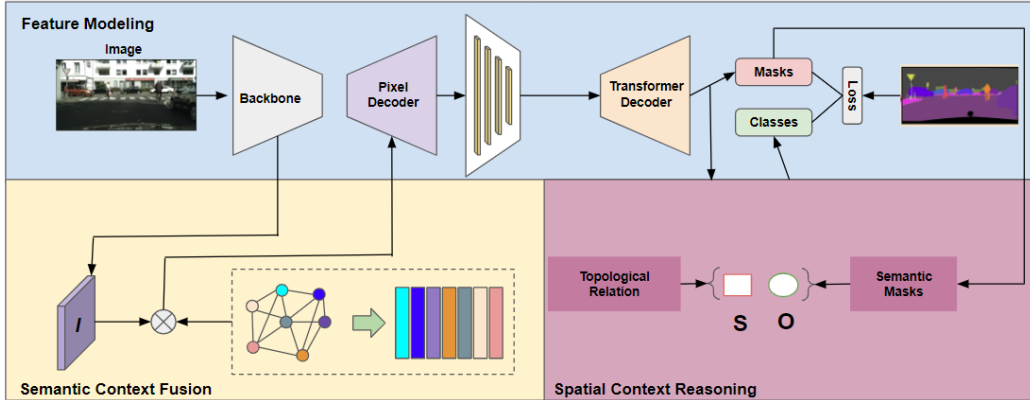 Feature Modeling
Image
Backbone
Pixel
Decoder
Transformer
Decoder
Masks
Classes
Loss
I
Semantic Context Fusion
Topological
Relation
S
O
Semantic
Masks
Spatial Context Reasoning